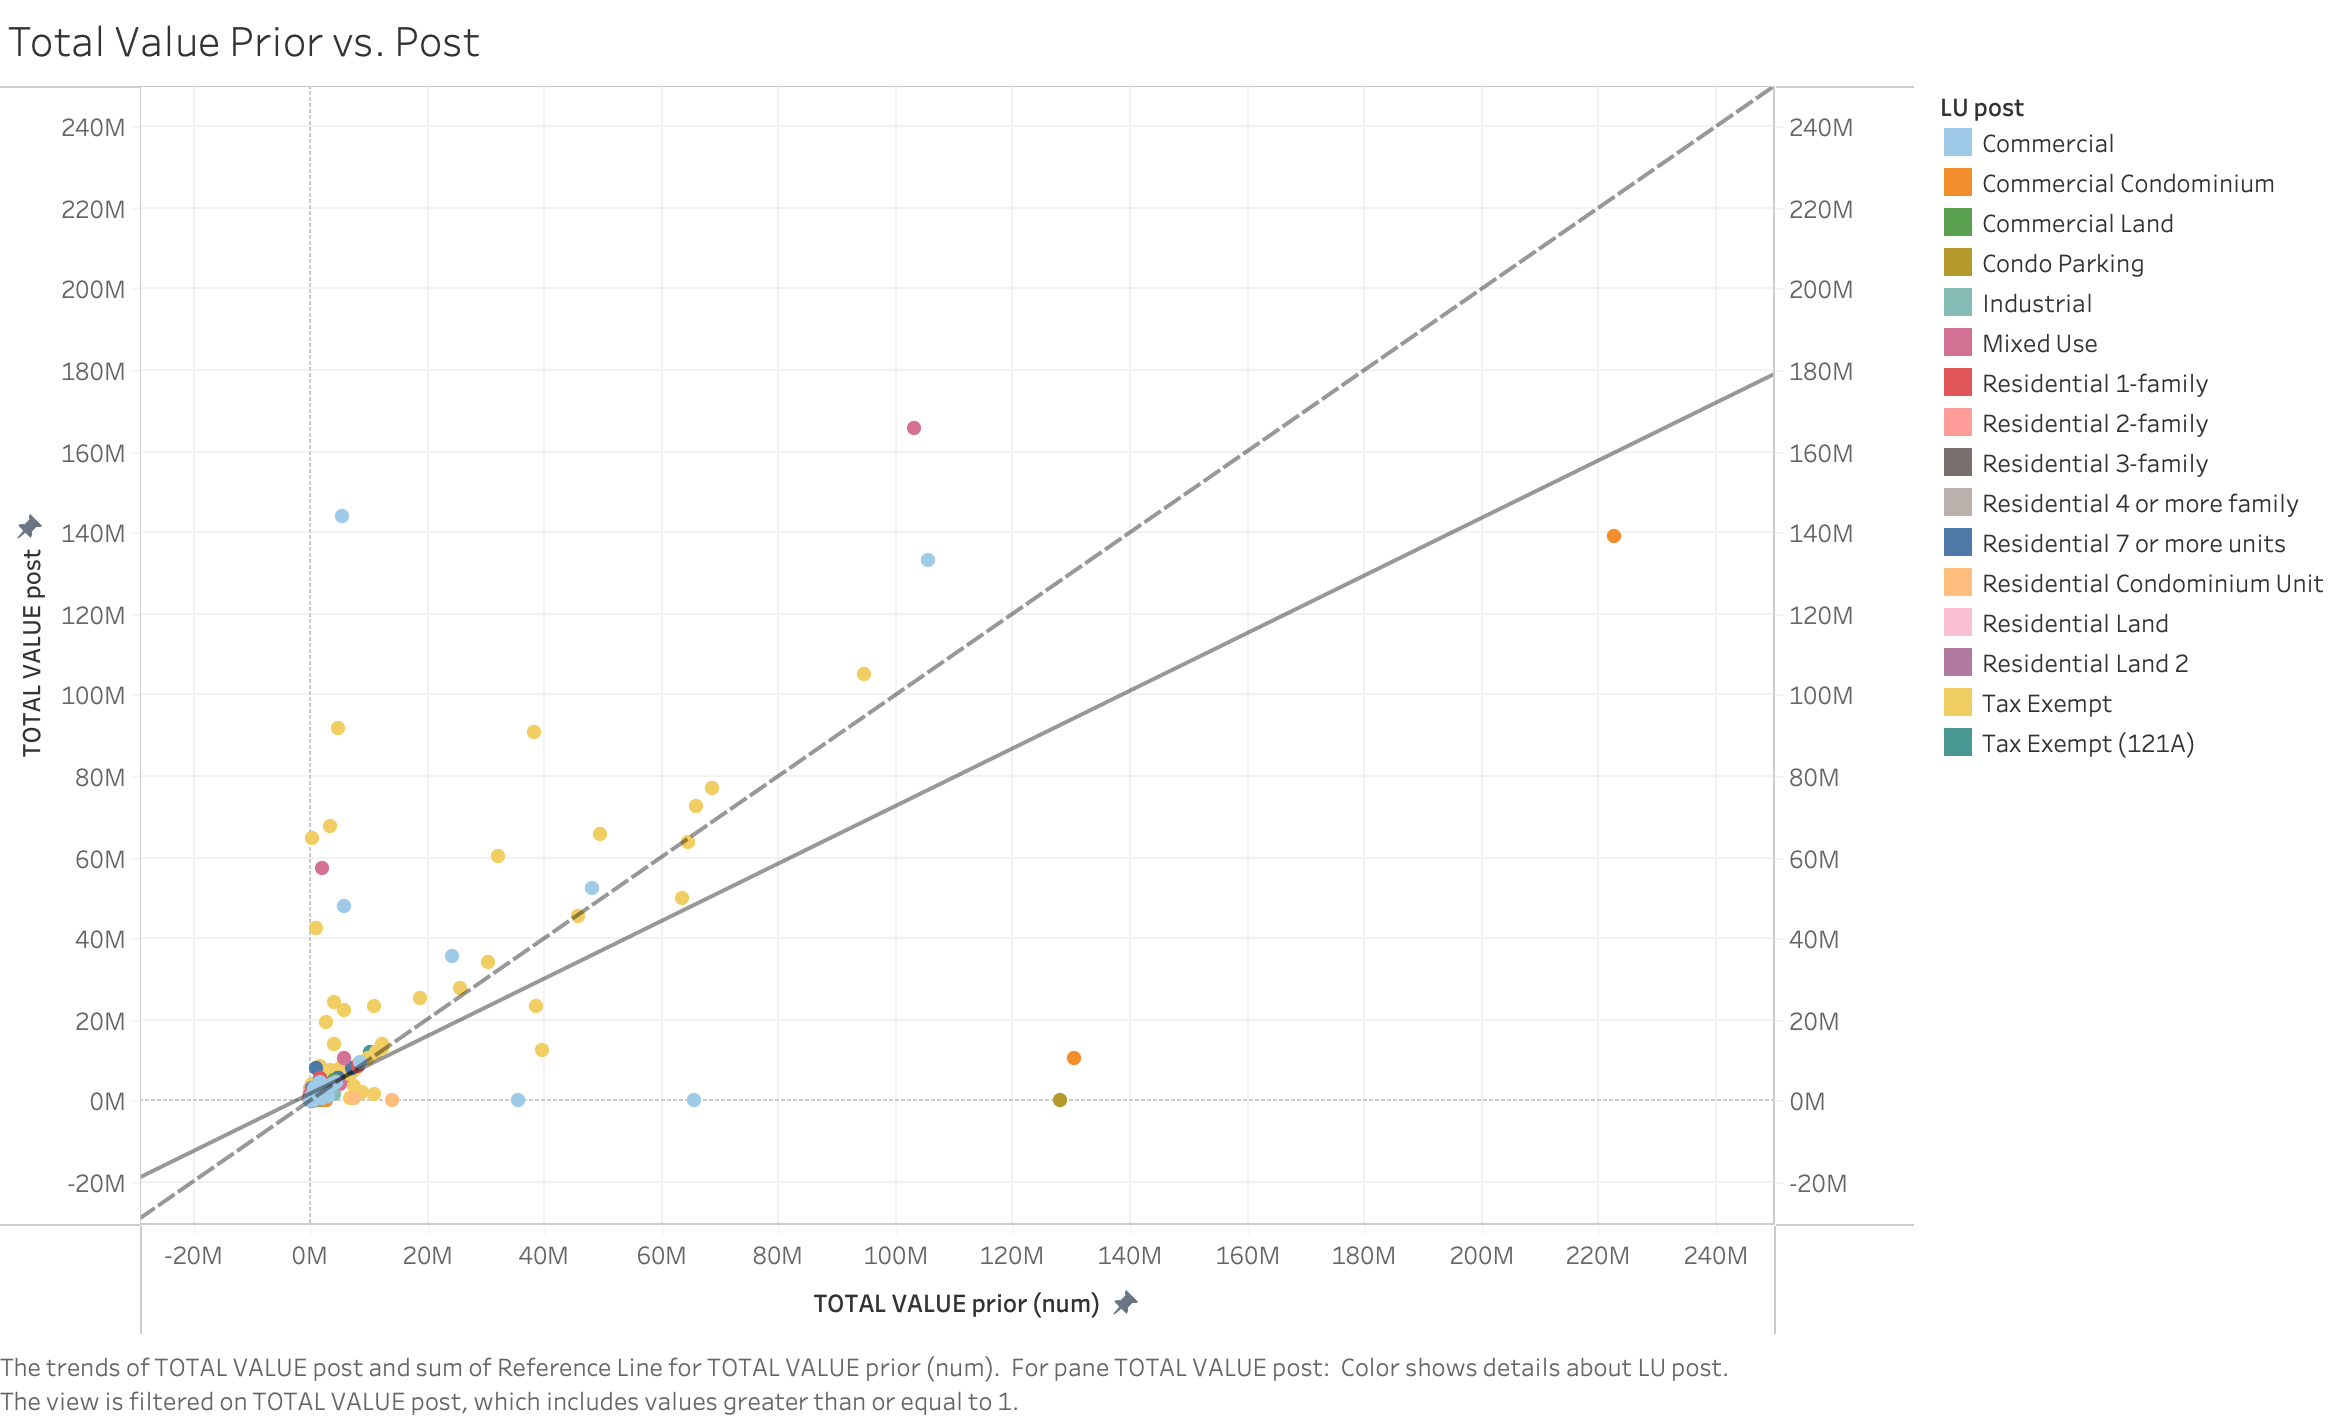 Total Value Prior vs. Post
240M
220M
200M
180M
160M
140M
120M
100M
80M
60M
40M
20M
0M
-20M
TOTAL VALUE post
240M
220M
200M
180M
160M
140M
120M
100M
80M
60M
40M
20M
0M
-20M
-20M 0M 20M 40M 60M 80M 100M 120M 140M 160M 180M 200M 220M 240M
TOTAL VALUE prior (num)
LU post
Commercial
Commercial Condominium
Commercial Land
Condo Parking
Industrial
Mixed Use
Residential 1-family
Residential 2-family
Residential 3-family
Residential 4 or more family
Residential 7 or more units
Residential Condominium Unit
Residential Land
Residential Land 2
Tax Exempt
Tax Exempt (121A)
The trends of TOTAL VALUE post and sum of Reference Line for TOTAL VALUE prior (num). For pane TOTAL VALUE post: Color shows details about LU post.
The view is filtered on TOTAL VALUE post, which includes values greater than or equal to 1.